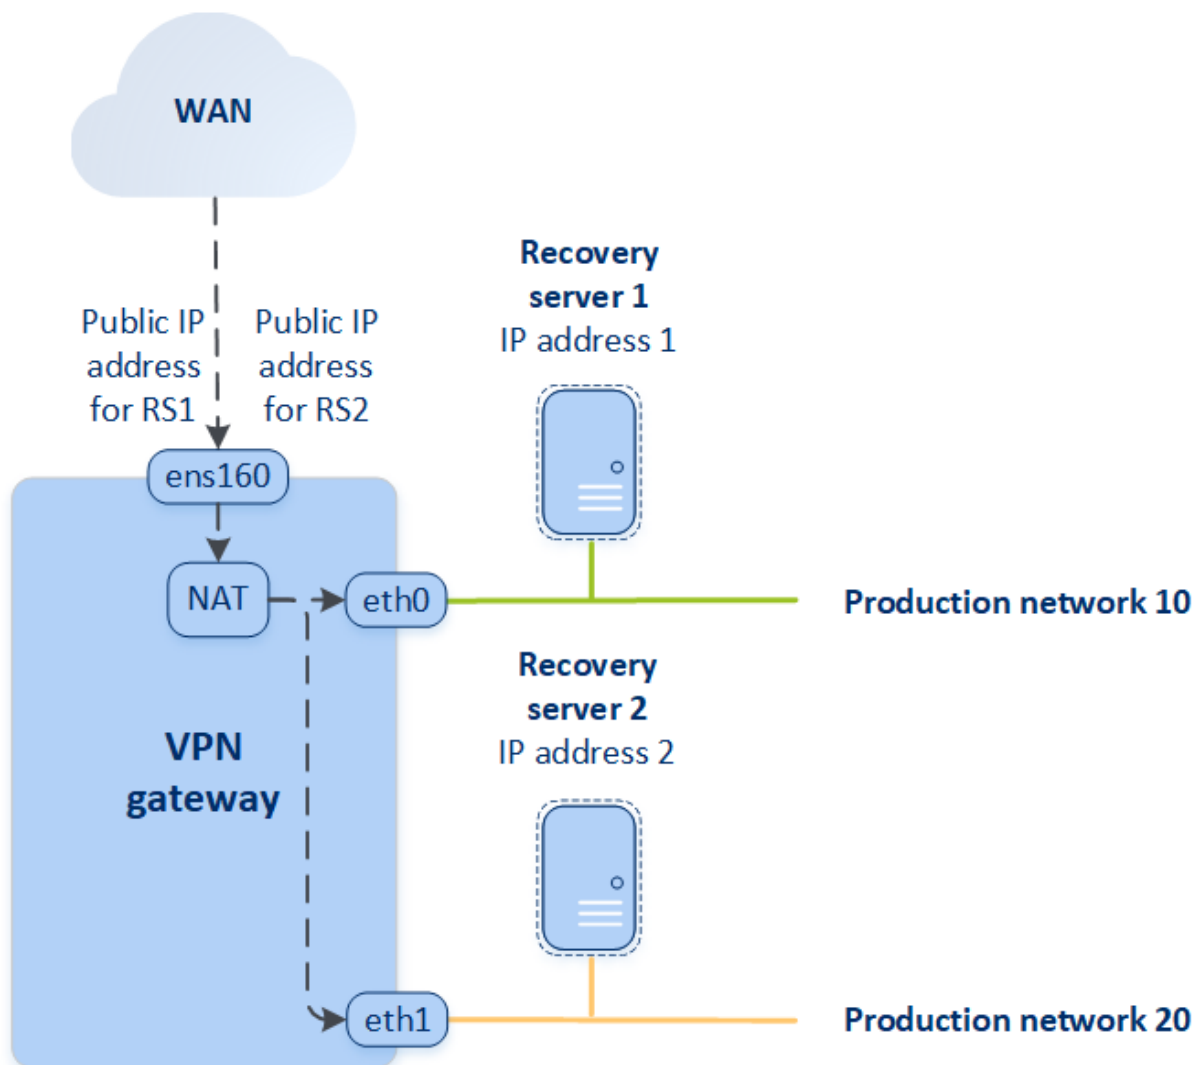 WAN
Public IP
address
for RS1
Public IP
address
for RS2
Recovery
server 1
IP address 1
ens160
NAT
eth0
Production network 10
Recovery
server 2
IP address 2
VPN
gateway
eth1
Production network 20